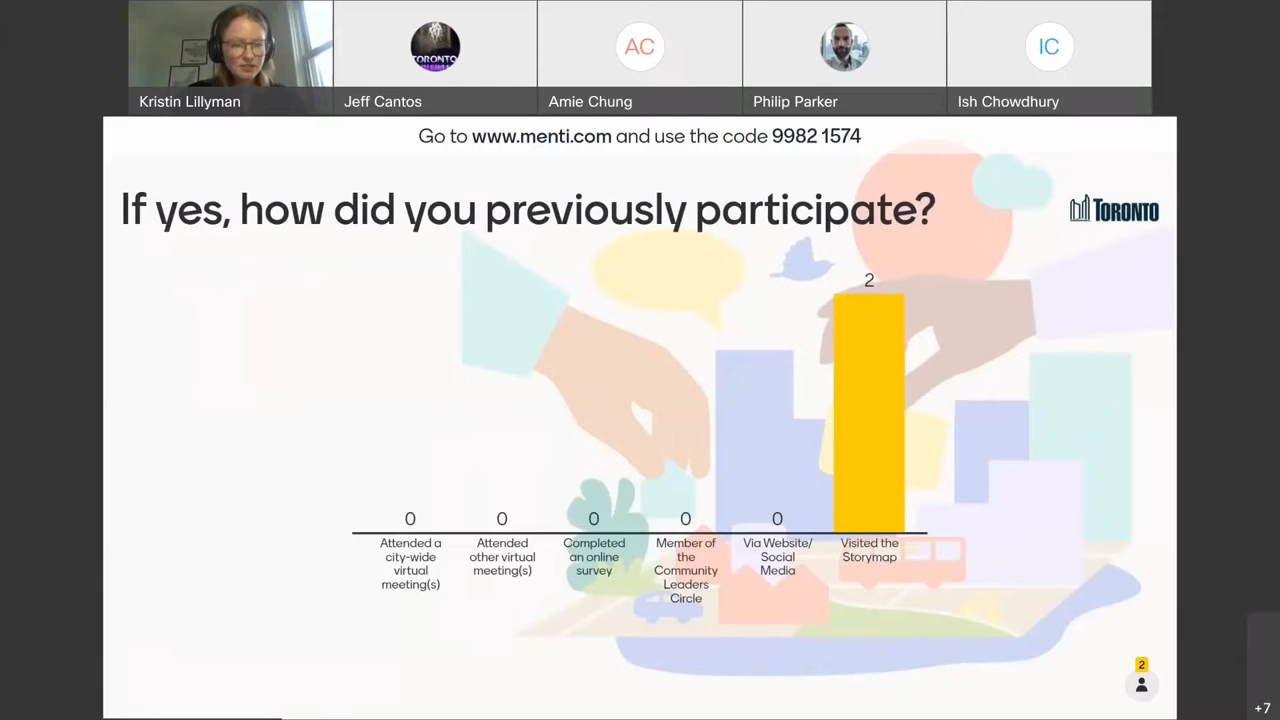 TORONTO
AC
IC
Kristin Lillyman
Jeff Cantos
Amie Chung
Philip Parker
Ish Chowdhury
Go to www.menti.com and use the code 9982 1574
If yes, how did you previously participate?
TORONTO
2
0
0
0
0
0
Attended a
city-wide
virtual
meeting(s)
Attended
other virtual
meeting(s)
Completed
an online
survey
Member of
the
Community
Leaders
Circle
Via Website/
Social
Media
Visited the
Storymap
2
+7